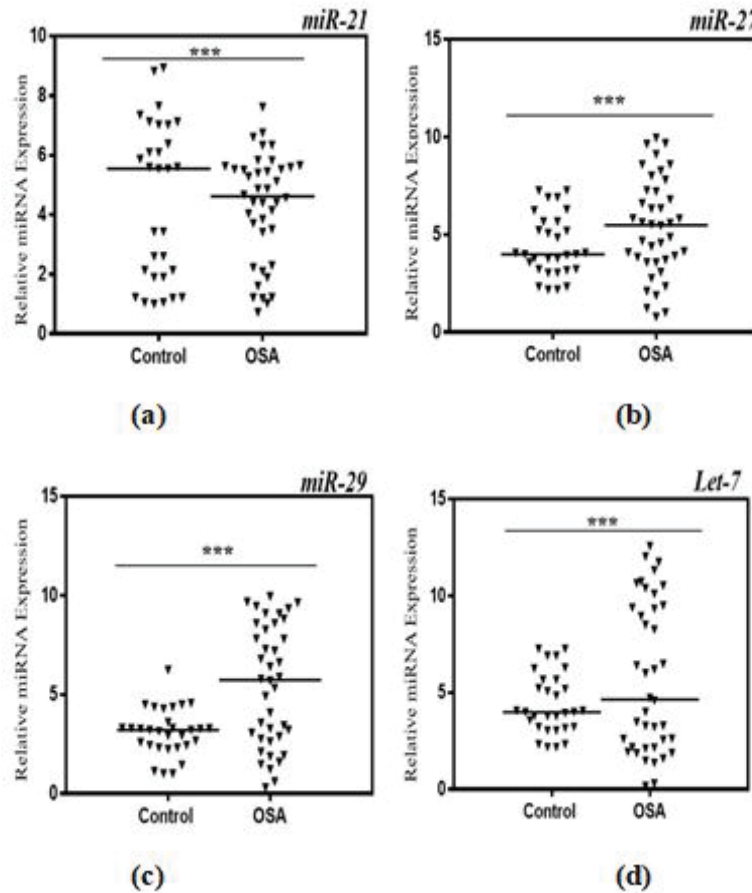 miR-21
10
8
6
4
2
0
Relative miRNA Expression
***
Control
OSA
(a)
miR-27
15
10
5
0
Relative miRNA Expression
***
Control
OSA
(b)
miR-29
15
10
5
0
Relative miRNA Expression
***
Control
OSA
(c)
Let-7
15
10
5
0
Relative miRNA Expression
***
Control
OSA
(d)